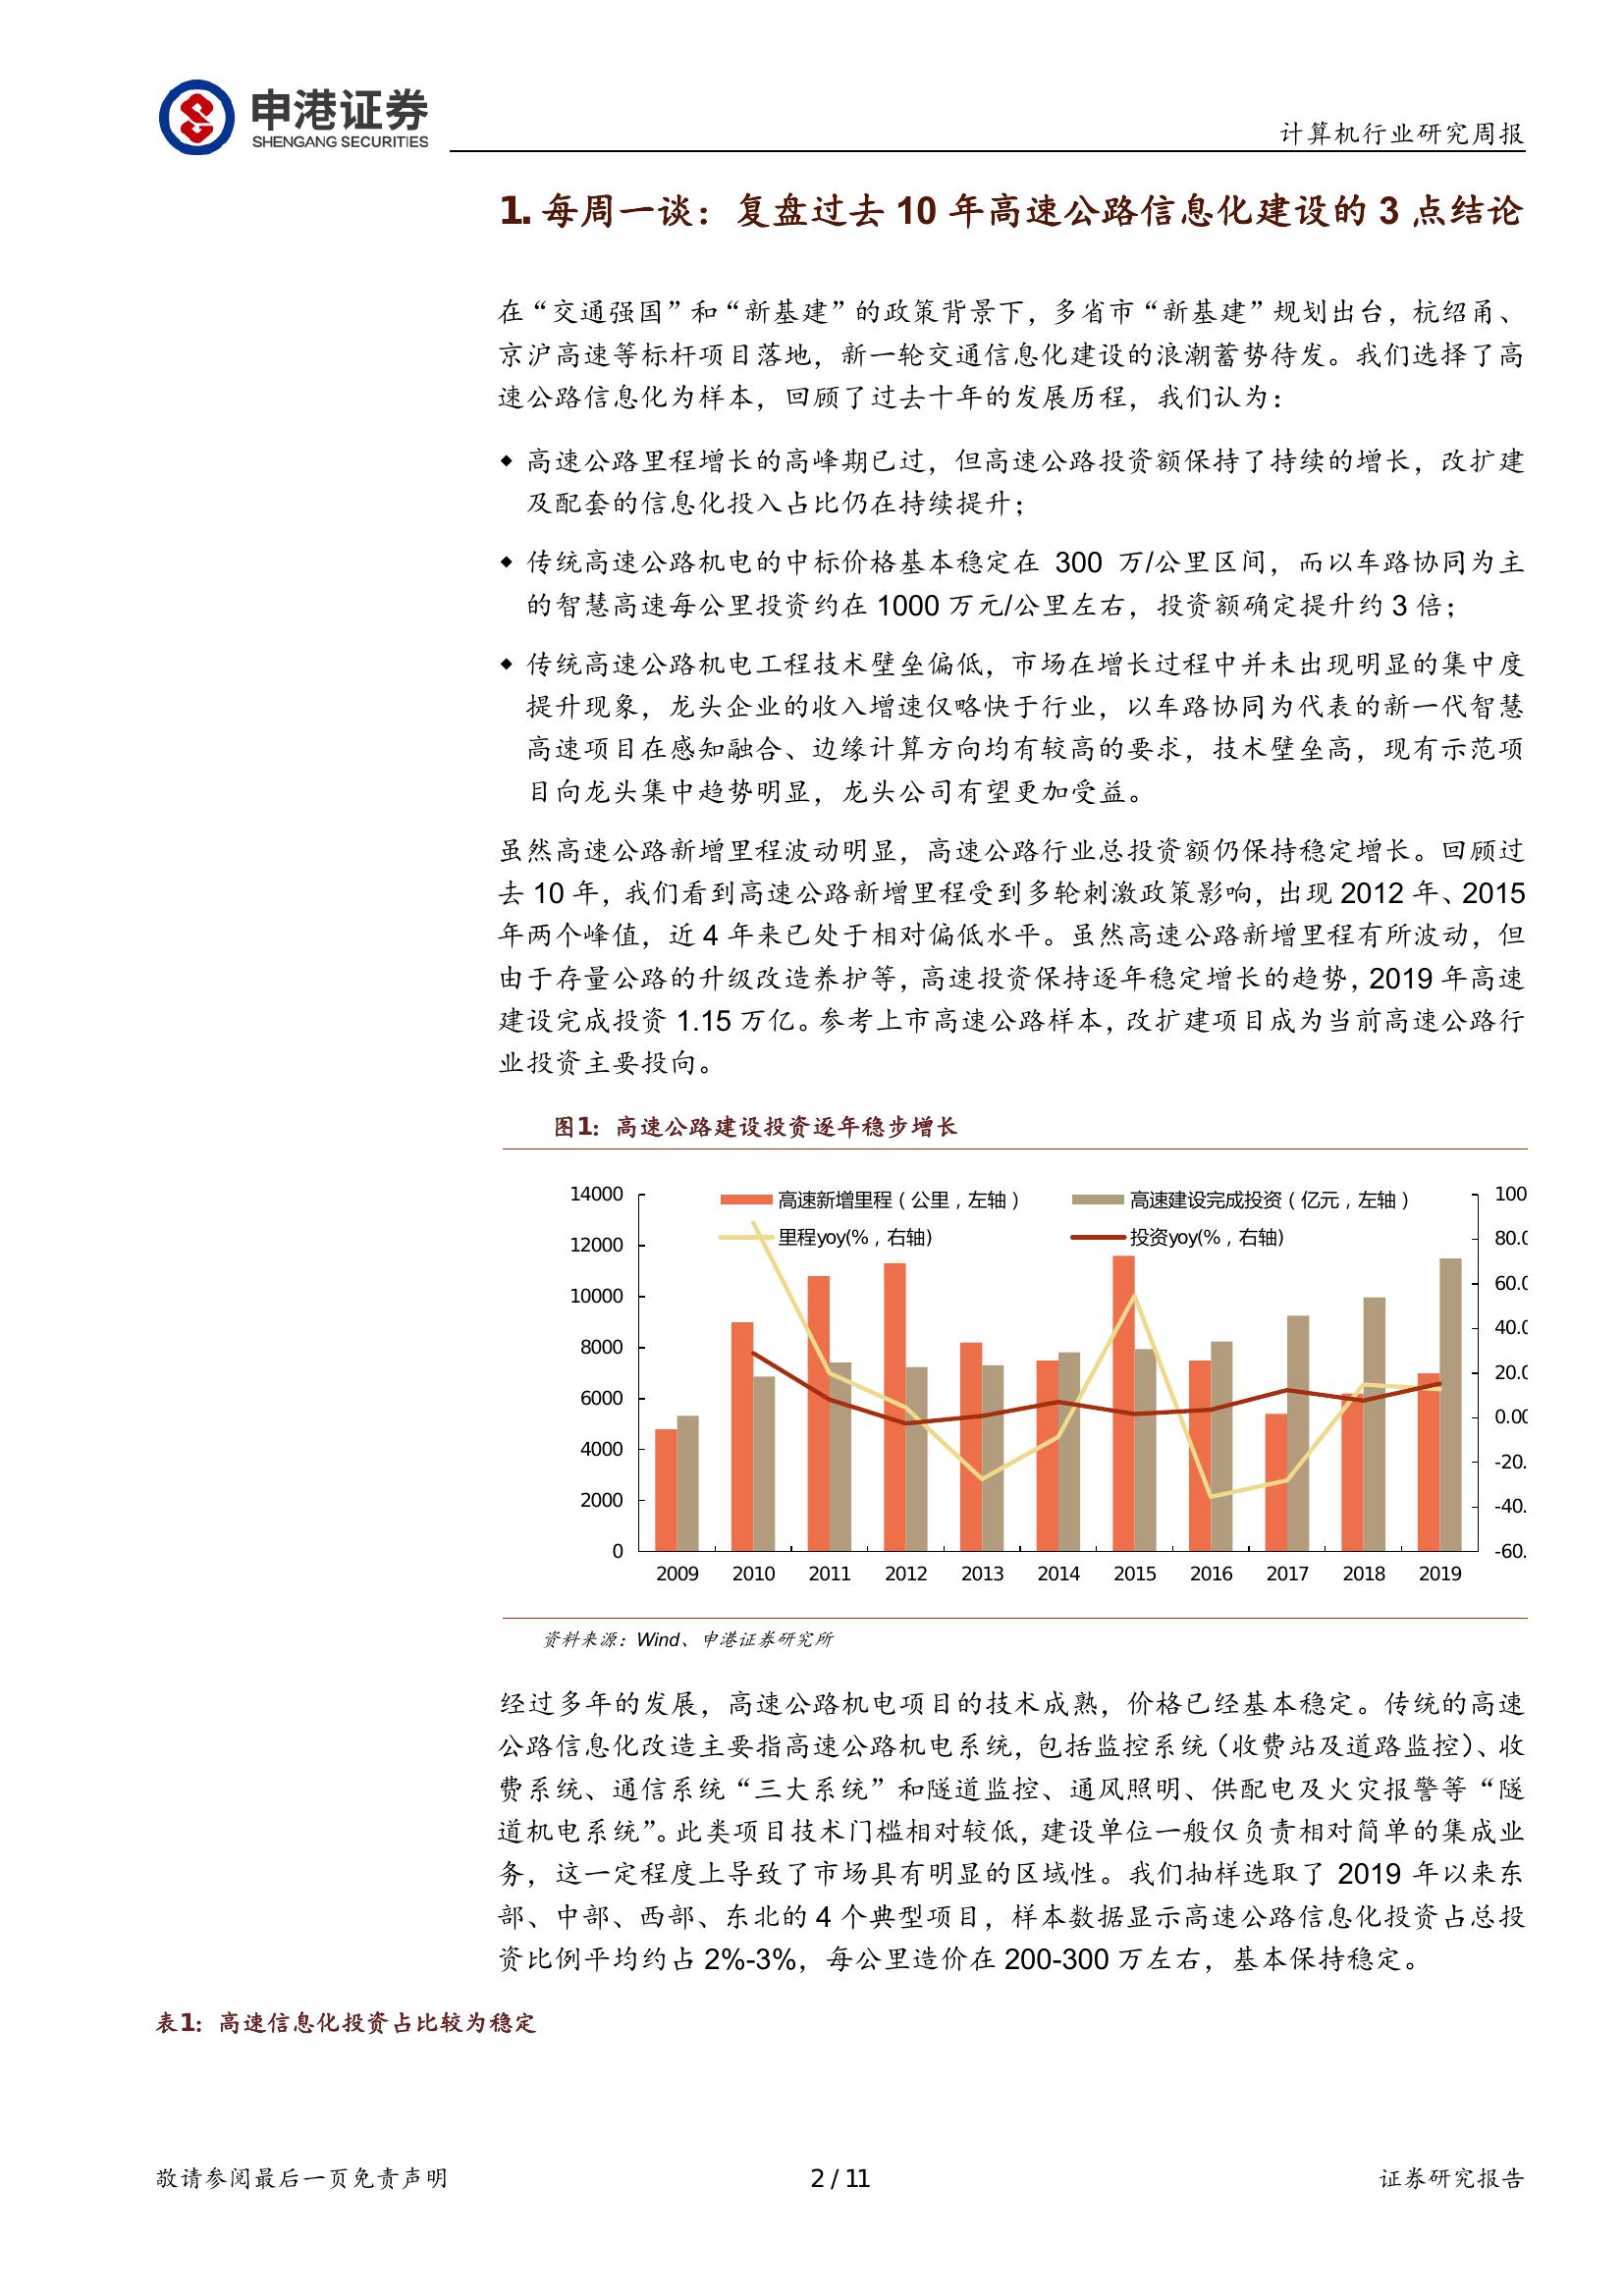 申港证券
SHENGANG SECURITIES
计算机行业研究周报
1. 每周一谈：复盘过去 10 年高速公路信息化建设的 3 点结论
在“交通强国”和“新基建”的政策背景下，多省市“新基建”规划出台，杭绍甬、
京沪高速等标杆项目落地，新一轮交通信息化建设的浪潮蓄势待发。我们选择了高
速公路信息化为样本，回顾了过去十年的发展历程，我们认为：
◆ 高速公路里程增长的高峰期已过，但高速公路投资额保持了持续的增长，改扩建
及配套的信息化投入占比仍在持续提升；
◆ 传统高速公路机电的中标价格基本稳定在 300 万/公里区间，而以车路协同为主
的智慧高速每公里投资约在 1000 万元/公里左右，投资额确定提升约 3 倍；
◆ 传统高速公路机电工程技术壁垒偏低，市场在增长过程中并未出现明显的集中度
提升现象，龙头企业的收入增速仅略快于行业，以车路协同为代表的新一代智慧
高速项目在感知融合、边缘计算方向均有较高的要求，技术壁垒高，现有示范项
目向龙头集中趋势明显，龙头公司有望更加受益。
虽然高速公路新增里程波动明显，高速公路行业总投资额仍保持稳定增长。回顾过
去 10 年，我们看到高速公路新增里程受到多轮刺激政策影响，出现 2012 年、2015
年两个峰值，近 4 年来已处于相对偏低水平。虽然高速公路新增里程有所波动，但
由于存量公路的升级改造养护等，高速投资保持逐年稳定增长的趋势，2019 年高速
建设完成投资 1.15 万亿。参考上市高速公路样本，改扩建项目成为当前高速公路行
业投资主要投向。
图1：高速公路建设投资逐年稳步增长
高速新增里程（公里，左轴） 高速建设完成投资（亿元，左轴）
里程yoy(%，右轴) 投资yoy(%，右轴)
14000 100
12000 80.0
10000 60.0
8000 40.0
6000 20.0
4000 0.00
2000 -20.
0 -40.
-60.
2009 2010 2011 2012 2013 2014 2015 2016 2017 2018 2019
资料来源：Wind、申港证券研究所
经过多年的发展，高速公路机电项目的技术成熟，价格已经基本稳定。传统的高速
公路信息化改造主要指高速公路机电系统，包括监控系统（收费站及道路监控）、收
费系统、通信系统“三大系统”和隧道监控、通风照明、供配电及火灾报警等“隧
道机电系统”。此类项目技术门槛相对较低，建设单位一般仅负责相对简单的集成业
务，这一定程度上导致了市场具有明显的区域性。我们抽样选取了 2019 年以来东
部、中部、西部、东北的 4 个典型项目，样本数据显示高速公路信息化投资占总投
资比例平均约占 2%-3%，每公里造价在 200-300 万左右，基本保持稳定。
表1：高速信息化投资占比较为稳定
敬请参阅最后一页免责声明
2 / 11
证券研究报告